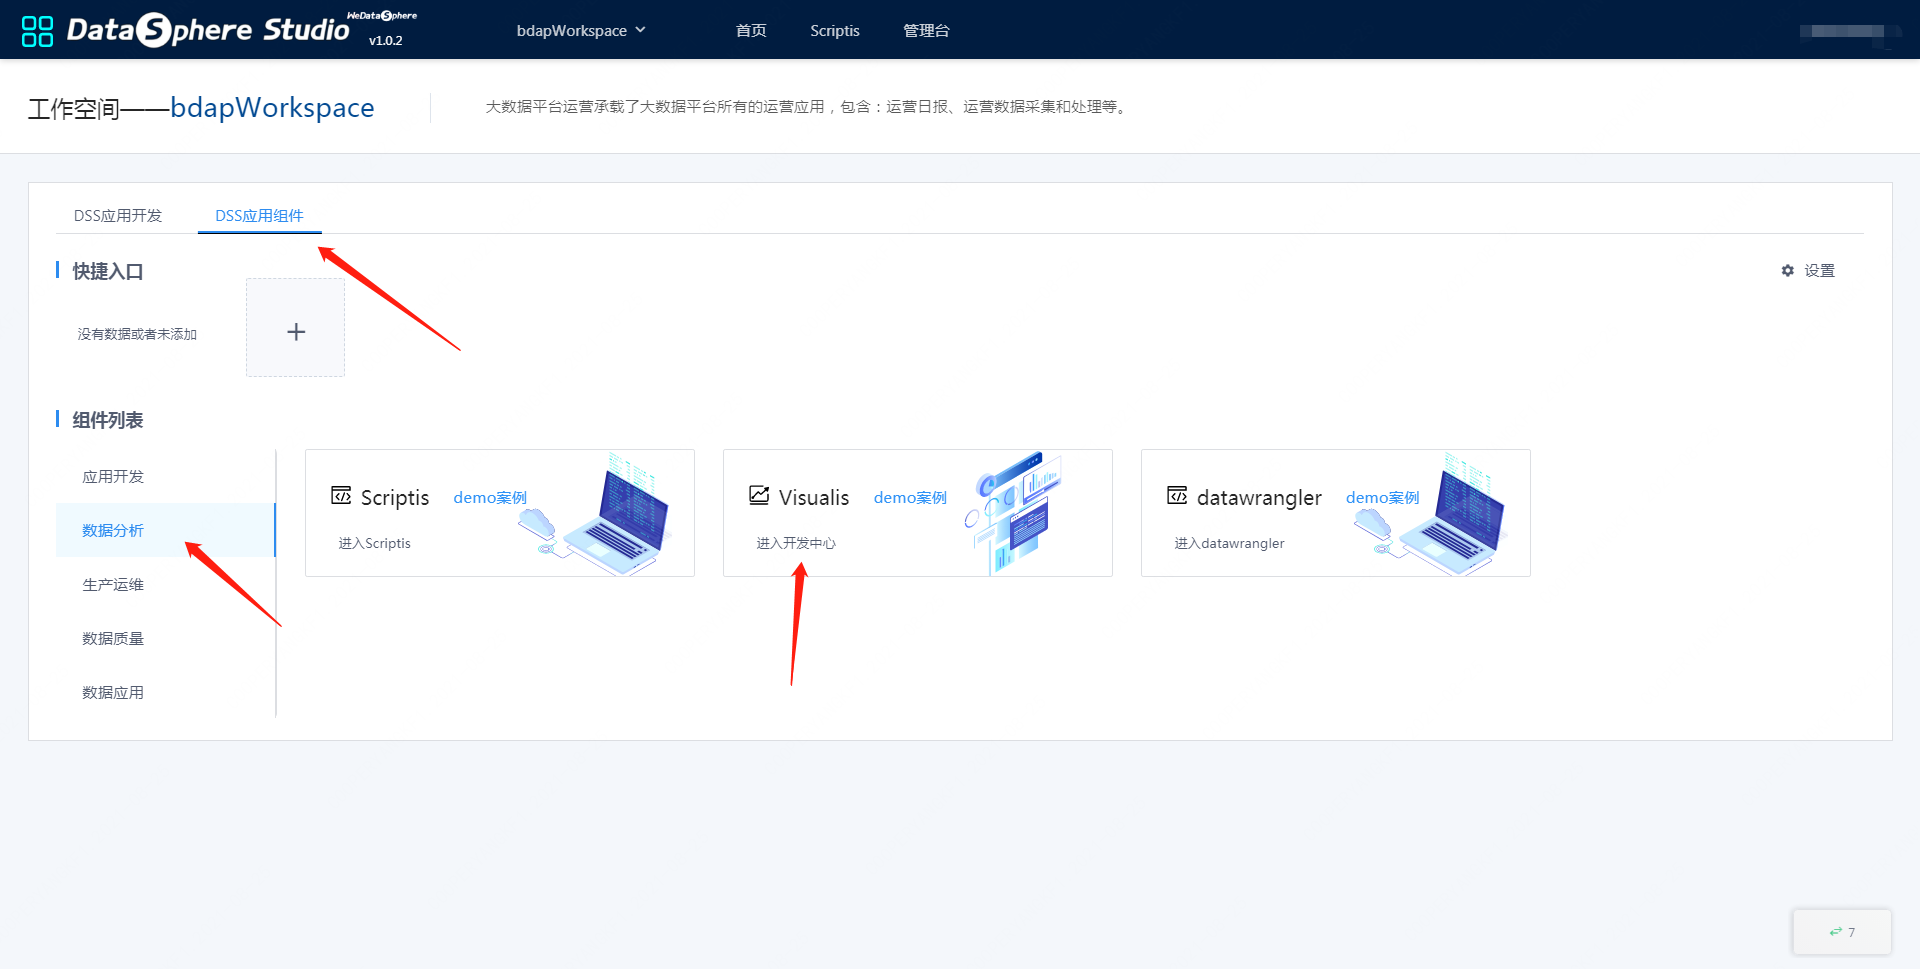 DataSphere Studio
WeDataSphere
v1.0.2
bdapWorkspace
首页
Scriptis
管理台
工作空间——bdapWorkspace
大数据平台运营承载了大数据平台所有的运营应用，包含：运营日报、运营数据采集和处理等。
DSS应用开发
DSS应用组件
快捷入口
设置
没有数据或者未添加
组件列表
应用开发
数据分析
生产运维
数据质量
数据应用
Scriptis
demo案例
进入Scriptis
Visualis
demo案例
进入开发中心
datawrangler
demo案例
进入datawrangler
7